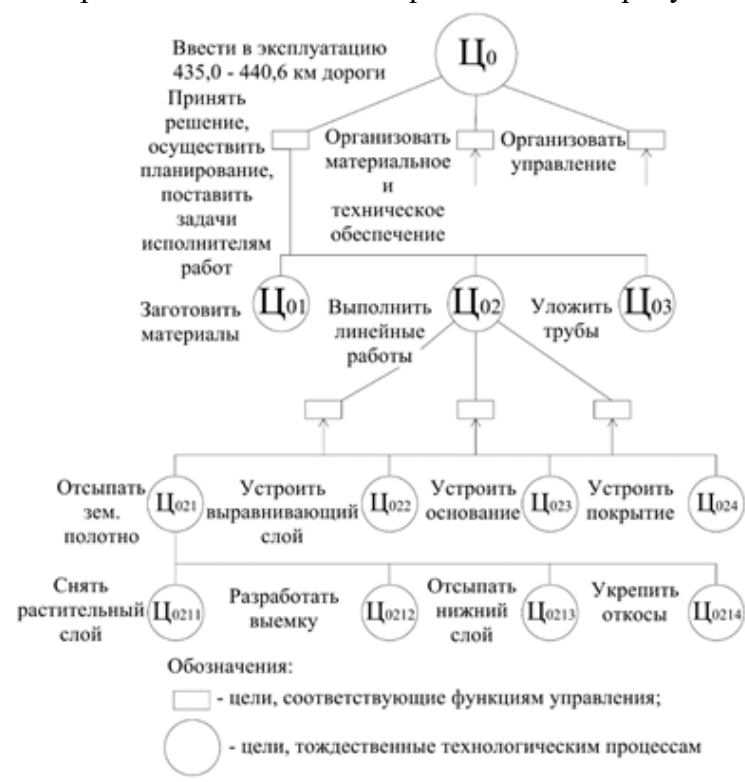 Ввести в эксплуатацию
435,0 - 440,6 км дороги
Ц0
Принять
решение,
осуществить
планирование,
поставить
задачи
исполнителям
работ
Организовать
материальное
и
техническое
обеспечение
Организовать
управление
Заготовить
материалы
Ц01
Выполнить
линейные
работы
Ц02
Уложить
трубы
Ц03
Отсыпать
зем.
полотно
Ц021
Устроить
выравнивающий
слой
Ц022
Устроить
основание
Ц023
Устроить
покрытие
Ц024
Снять
растительный
слой
Ц0211
Разработать
выемку
Ц0212
Отсыпать
нижний
слой
Ц0213
Укрепить
откосы
Ц0214
Обозначения:
- цели, соответствующие функциям управления;
- цели, тождественные технологическим процессам